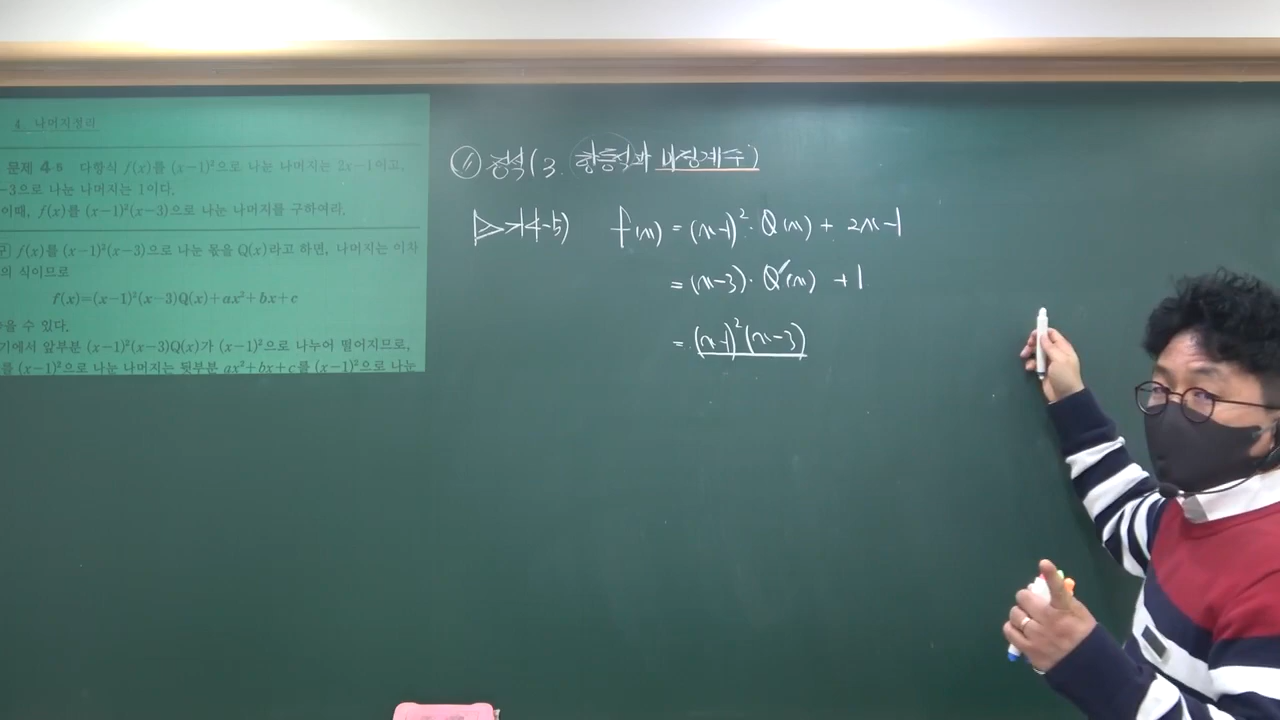 4. 나머지정리
문제 4-5 다항식 f(x)를 (x-1)²으로 나눈 나머지는 2x-1이고,
-3으로 나눈 나머지는 1이다.
이때, f(x)를 (x-1)²(x-3)으로 나눈 나머지를 구하여라.
f(x)를 (x-1)²(x-3)으로 나눈 몫을 Q(x)라고 하면, 나머지는 이차
의 식이므로
f(x)=(x-1)²(x-3)Q(x)+ax²+bx+c
수 있다.
기에서 앞부분 (x-1)²(x-3)Q(x)가 (x-1)²으로 나누어 떨어지므로,
를 (x-1)²으로 나눈 나머지는 뒷부분 ax²+bx+c를 (x-1)²으로 나눈
⑪ 정석(3. 항등식과 미정계수)
4-5) f(x) = (x-1)²·Q(x) + 2x-1
= (x-3)·Q'(x) +1
= (x-1)²(x-3)